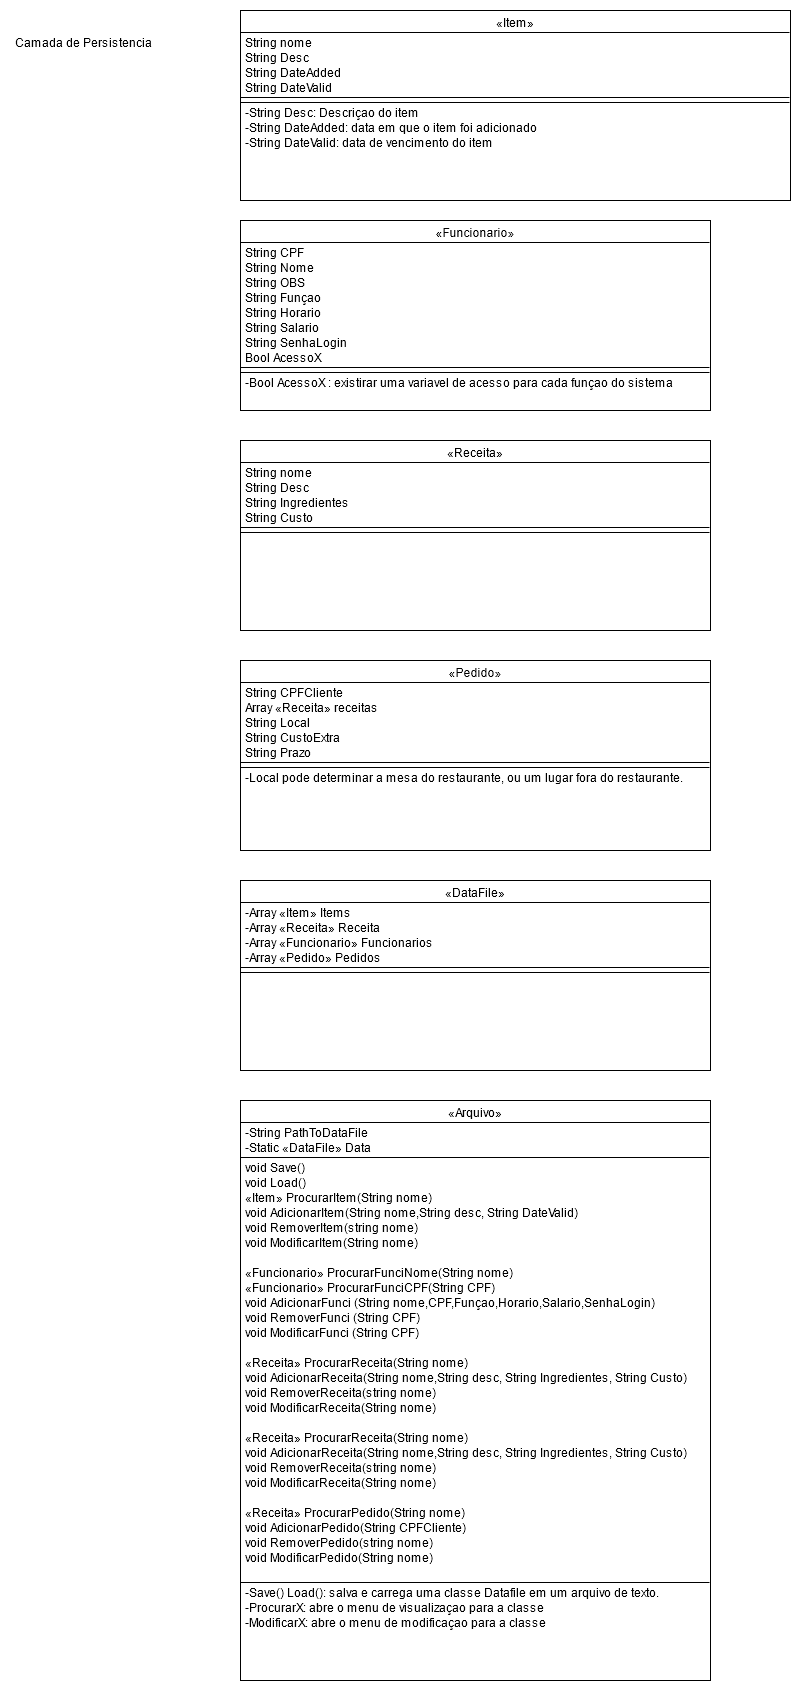 «Item»
Camada de Persistencia
String nome
String Desc
String DateAdded
String DateValid
-String Desc: Descriçao do item
-String DateAdded: data em que o item foi adicionado
-String DateValid: data de vencimento do item
«Funcionario»
String CPF
String Nome
String OBS
String Funçao
String Horario
String Salario
String SenhaLogin
Bool AcessoX
-Bool AcessoX: existirar uma variavel de acesso para cada funçao do sistema
«Receita»
String nome
String Desc
String Ingredientes
String Custo
«Pedido»
String CPFCliente
Array «Receita» receitas
String Local
String CustoExtra
String Prazo
-Local pode determinar a mesa do restaurante, ou um lugar fora do restaurante.
«DataFile»
-Array «Item» Items
-Array «Receita» Receita
-Array «Funcionario» Funcionarios
-Array «Pedido» Pedidos
«Arquivo»
-String PathToDataFile
-Static «DataFile» Data
void Save()
void Load()
«Item» ProcurarItem(String nome)
void AdicionarItem(String nome,String desc, String DateValid)
void RemoverItem(string nome)
void ModificarItem(String nome)
«Funcionario» ProcurarFunciNome(String nome)
«Funcionario» ProcurarFunciCPF(String CPF)
void AdicionarFunci (String nome,CPF,Funçao,Horario,Salario,SenhaLogin)
void RemoverFunci (String CPF)
void ModificarFunci (String CPF)
«Receita» ProcurarReceita(String nome)
void AdicionarReceita(String nome,String desc, String Ingredientes, String Custo)
void RemoverReceita(string nome)
void ModificarReceita(String nome)
«Receita» ProcurarReceita(String nome)
void AdicionarReceita(String nome,String desc, String Ingredientes, String Custo)
void RemoverReceita(string nome)
void ModificarReceita(String nome)
«Receita» ProcurarPedido(String nome)
void AdicionarPedido(String CPFCliente)
void RemoverPedido(string nome)
void ModificarPedido(String nome)
-Save() Load(): salva e carrega uma classe Datafile em um arquivo de texto.
-ProcurarX: abre o menu de visualizaçao para a classe
-ModificarX: abre o menu de modificaçao para a classe